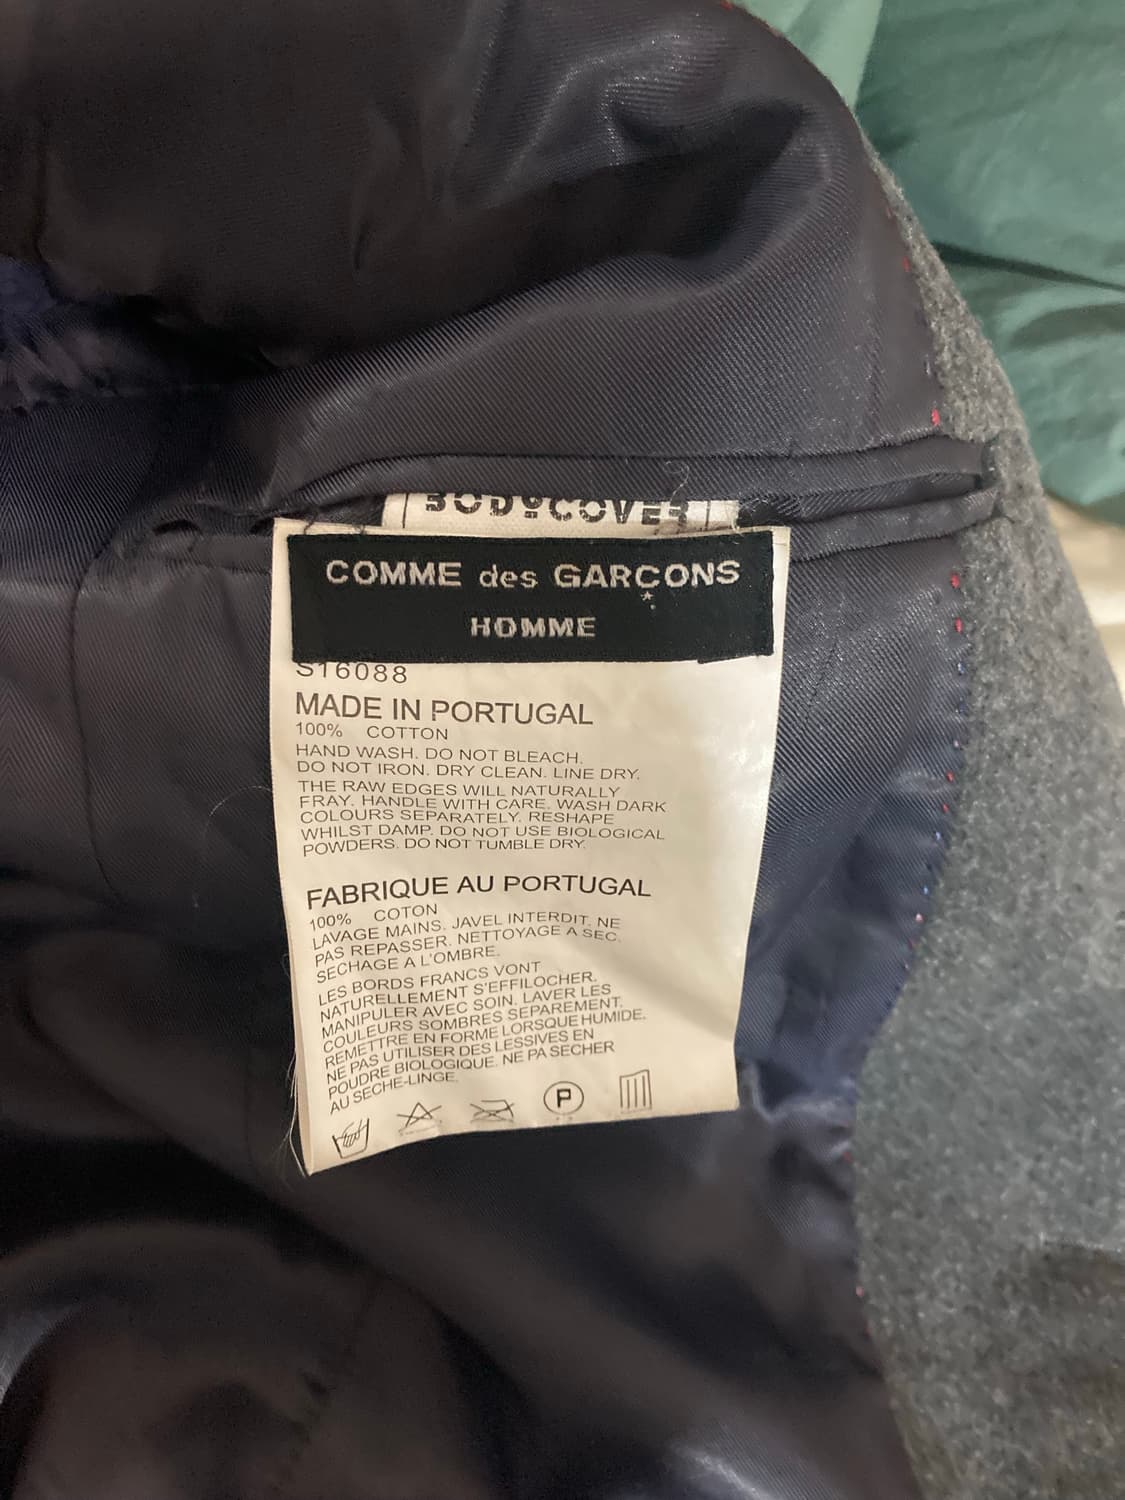 BODYCOVER
COMME des GARÇONS
HOMME
S16088
MADE IN PORTUGAL
100% COTTON
HAND WASH. DO NOT BLEACH.
DO NOT IRON. DRY CLEAN. LINE DRY.
THE RAW EDGES WILL NATURALLY
FRAY. HANDLE WITH CARE. WASH DARK
COLOURS SEPARATELY. RESHAPE
WHILST DAMP. DO NOT USE BIOLOGICAL
POWDERS. DO NOT TUMBLE DRY.
FABRIQUE AU PORTUGAL
100% COTON
LAVAGE MAINS. JAVEL INTERDIT. NE
PAS REPASSER. NETTOYAGE A SEC.
SECHAGE A L'OMBRE.
LES BORDS FRANCS VONT
NATURELLEMENT S'EFFILOCHER.
MANIPULER AVEC SOIN. LAVER LES
COULEURS SOMBRES SEPAREMENT.
REMETTRE EN FORME LORSQUE HUMIDE.
NE PAS UTILISER DES LESSIVES EN
POUDRE BIOLOGIQUE. NE PA SECHER
AU SECHE-LINGE.
P